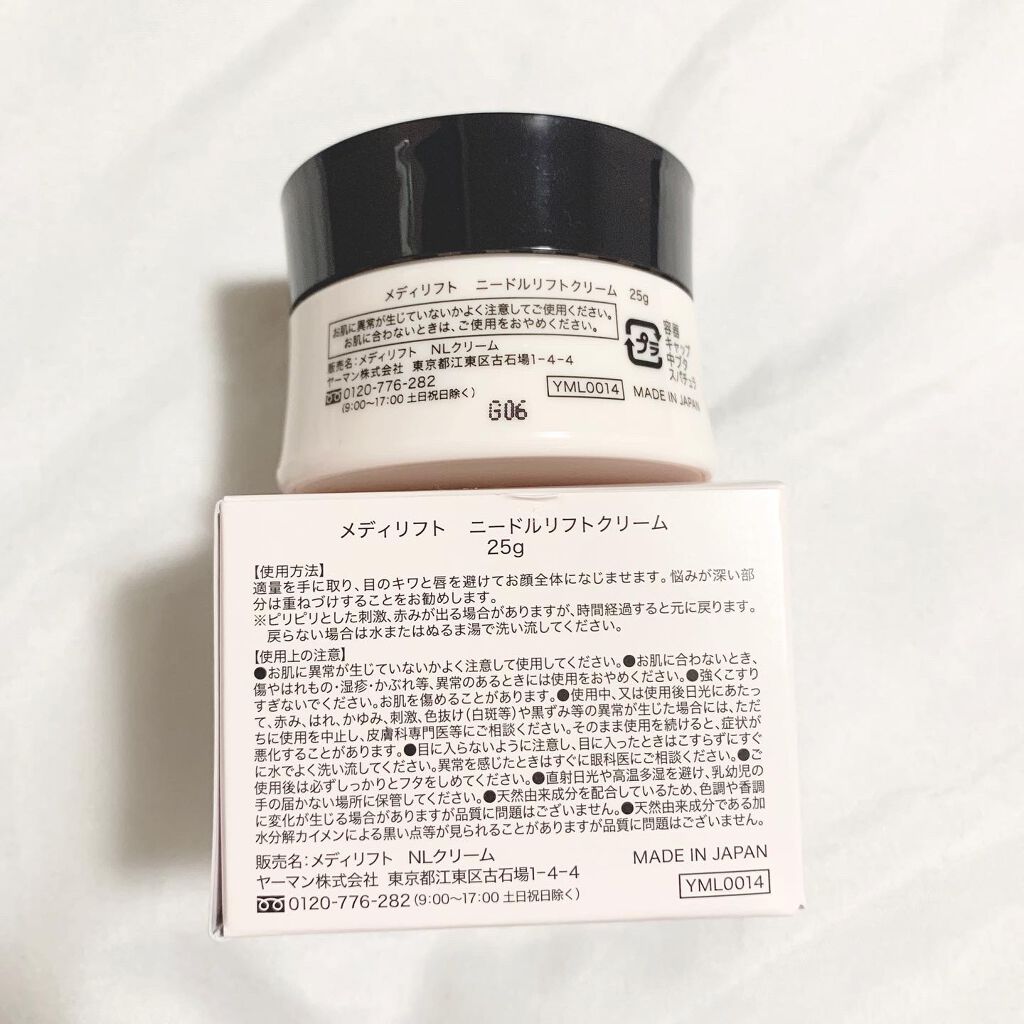 メディリフト ニードルリフトクリーム 25g
お肌に異常が生じていないかよく注意してご使用ください。
お肌に合わないときは、ご使用をおやめください。
販売名:メディリフト NLクリーム
ヤーマン株式会社 東京都江東区古石場1-4-4
0120-776-282
(9:00〜17:00 土日祝日除く)
YML0014
MADE IN JAPAN
プラ
容器
キャップ
中ブタ
スパチュラ
G06
メディリフト ニードルリフトクリーム
25g
【使用方法】
適量を手に取り、目のキワと唇を避けてお顔全体になじませます。悩みが深い部
分は重ねづけすることをお勧めします。
※ピリピリとした刺激、赤みが出る場合がありますが、時間経過すると元に戻ります。
戻らない場合は水またはぬるま湯で洗い流してください。
【使用上の注意】
●お肌に異常が生じていないかよく注意して使用してください。●お肌に合わないとき、
傷やはれもの・湿疹・かぶれ等、異常のあるときには使用をおやめください。●強くこすり
すぎないでください。お肌を傷めることがあります。●使用中、又は使用後日光にあたっ
て、赤み、はれ、かゆみ、刺激、色抜け(白斑等)や黒ずみ等の異常が生じた場合には、ただ
ちに使用を中止し、皮膚科専門医等にご相談ください。そのまま使用を続けると、症状が
悪化することがあります。●目に入らないように注意し、目に入ったときはこすらずにすぐ
に水でよく洗い流してください。異常を感じたときはすぐに眼科医にご相談ください。●ご
使用後は必ずしっかりとフタをしめてください。●直射日光や高温多湿を避け、乳幼児の
手の届かない場所に保管してください。●天然由来成分を配合しているため、色調や香調
に変化が生じる場合がありますが品質に問題はございません。●天然由来成分である加
水分解カイメンによる黒い点等が見られることがありますが品質に問題はございません。
販売名:メディリフト NLクリーム
ヤーマン株式会社 東京都江東区古石場1-4-4
0120-776-282(9:00〜17:00 土日祝日除く)
MADE IN JAPAN
YML0014